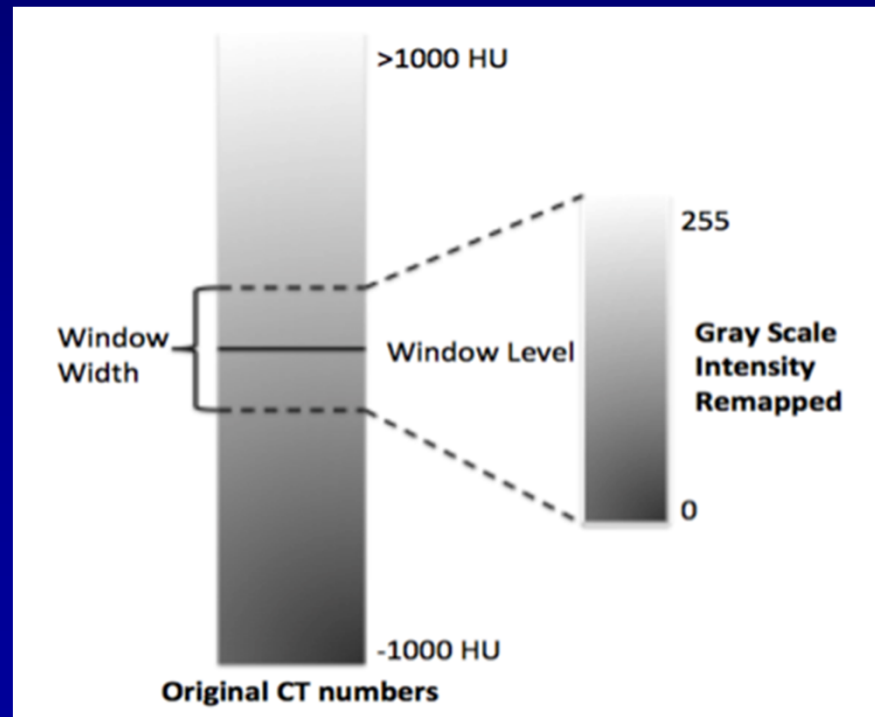 >1000 HU
255
Window
Width
Window Level
Gray Scale
Intensity
Remapped
0
-1000 HU
Original CT numbers